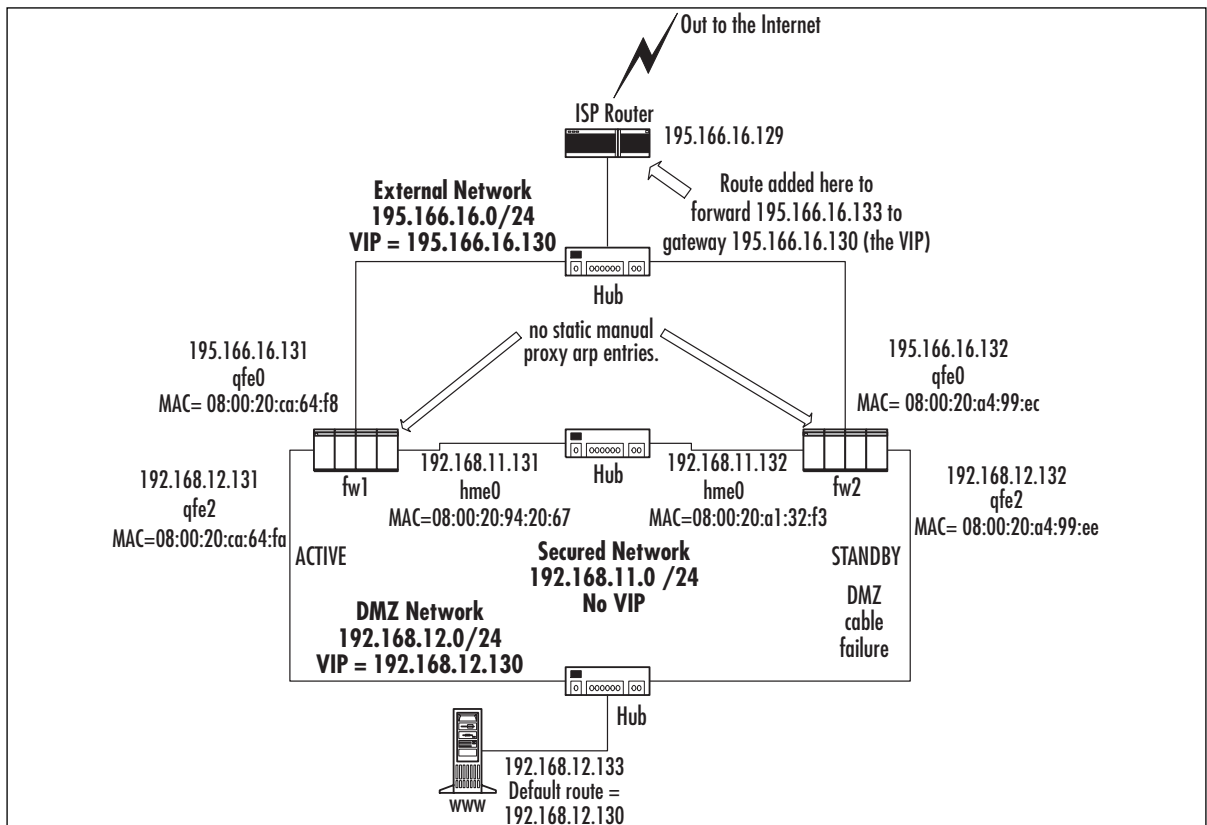 Out to the Internet
ISP Router
195.166.16.129
External Network
195.166.16.0/24
VIP = 195.166.16.130
Route added here to
forward 195.166.16.133 to
gateway 195.166.16.130 (the VIP)
Hub
no static manual
proxy arp entries.
195.166.16.131
qfe0
MAC= 08:00:20:ca:64:f8
195.166.16.132
qfe0
MAC= 08:00:20:a4:99:ec
192.168.12.131
qfe2
MAC=08:00:20:ca:64:fa
fw1
192.168.11.131
hme0
MAC=08:00:20:94:20:67
Hub
192.168.11.132
hme0
MAC=08:00:20:a1:32:f3
fw2
192.168.12.132
qfe2
MAC= 08:00:20:a4:99:ee
ACTIVE
Secured Network
192.168.11.0 /24
No VIP
STANDBY
DMZ
cable
failure
DMZ Network
192.168.12.0/24
VIP = 192.168.12.130
Hub
www
192.168.12.133
Default route =
192.168.12.130